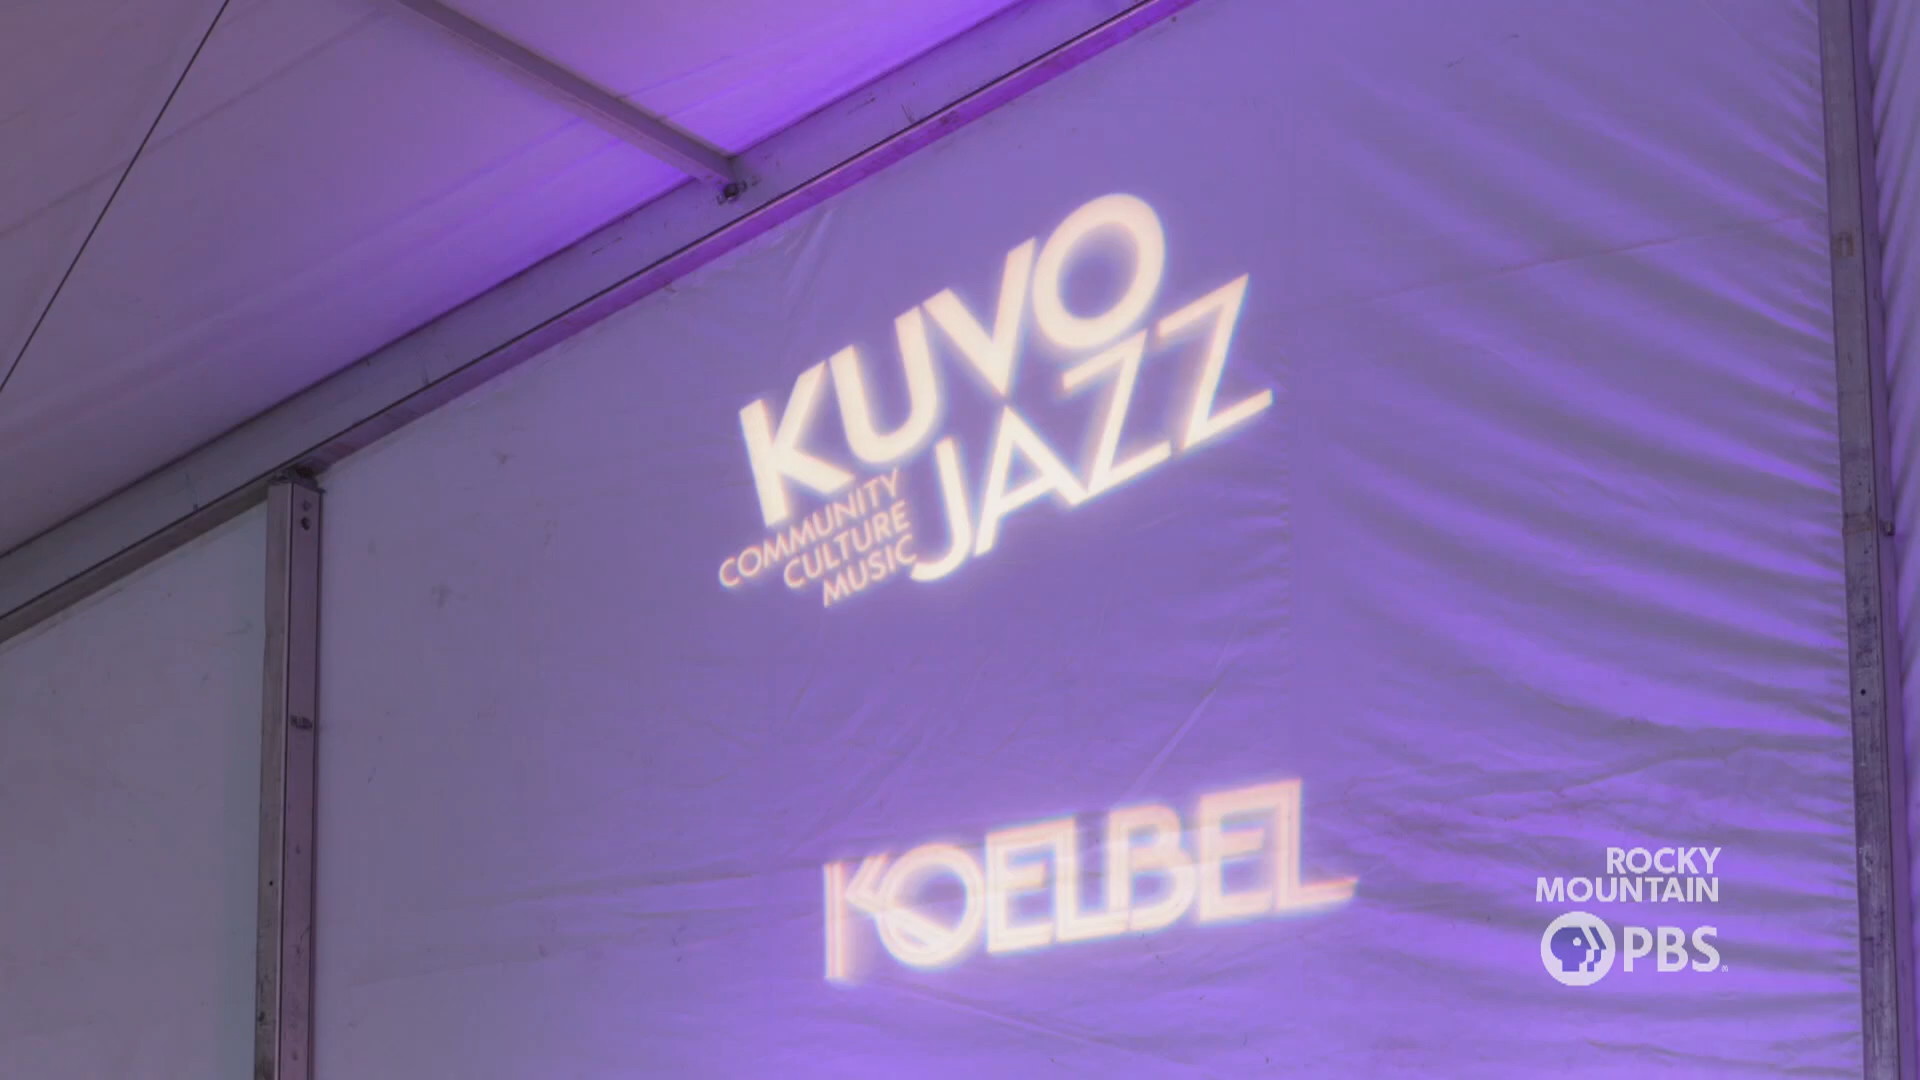 KUVO
JAZZ
COMMUNITY
CULTURE
MUSIC
KOELBEL
ROCKY
MOUNTAIN
PBS